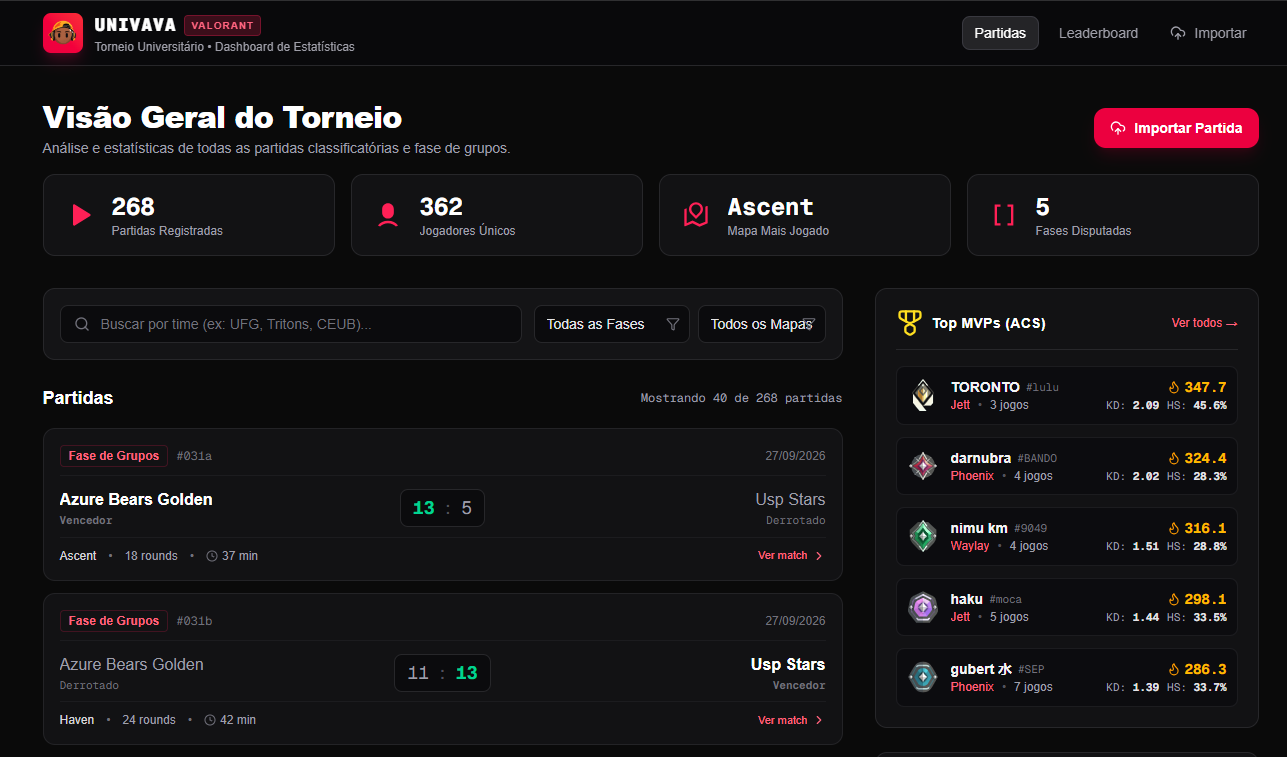 UNIVAVA VALORANT
Torneio Universitário • Dashboard de Estatísticas
Partidas Leaderboard Importar
Visão Geral do Torneio
Análise e estatísticas de todas as partidas classificatórias e fase de grupos.
Importar Partida
268
Partidas Registradas
362
Jogadores Únicos
Ascent
Mapa Mais Jogado
5
Fases Disputadas
Buscar por time (ex: UFG, Tritons, CEUB)...
Todas as Fases
Todos os Mapas
Partidas
Mostrando 40 de 268 partidas
Fase de Grupos #031a 27/09/2026
Azure Bears Golden 13 : 5 Usp Stars
Vencedor Derrotado
Ascent • 18 rounds • 37 min Ver match
Fase de Grupos #031b 27/09/2026
Azure Bears Golden 11 : 13 Usp Stars
Derrotado Vencedor
Haven • 24 rounds • 42 min Ver match
Top MVPs (ACS) Ver todos →
TORONTO #lulu 347.7
Jett • 3 jogos KD: 2.09 HS: 45.6%
darnubra #BANDO 324.4
Phoenix • 4 jogos KD: 2.02 HS: 28.3%
nimu km #9049 316.1
Waylay • 4 jogos KD: 1.51 HS: 28.8%
haku #moca 298.1
Jett • 5 jogos KD: 1.44 HS: 33.5%
gubert 水 #SEP 286.3
Phoenix • 7 jogos KD: 1.39 HS: 33.7%